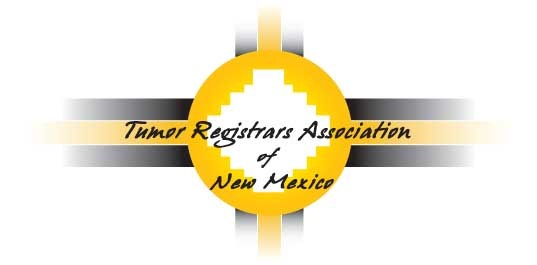 Tumor Registrars Association
of
New Mexico